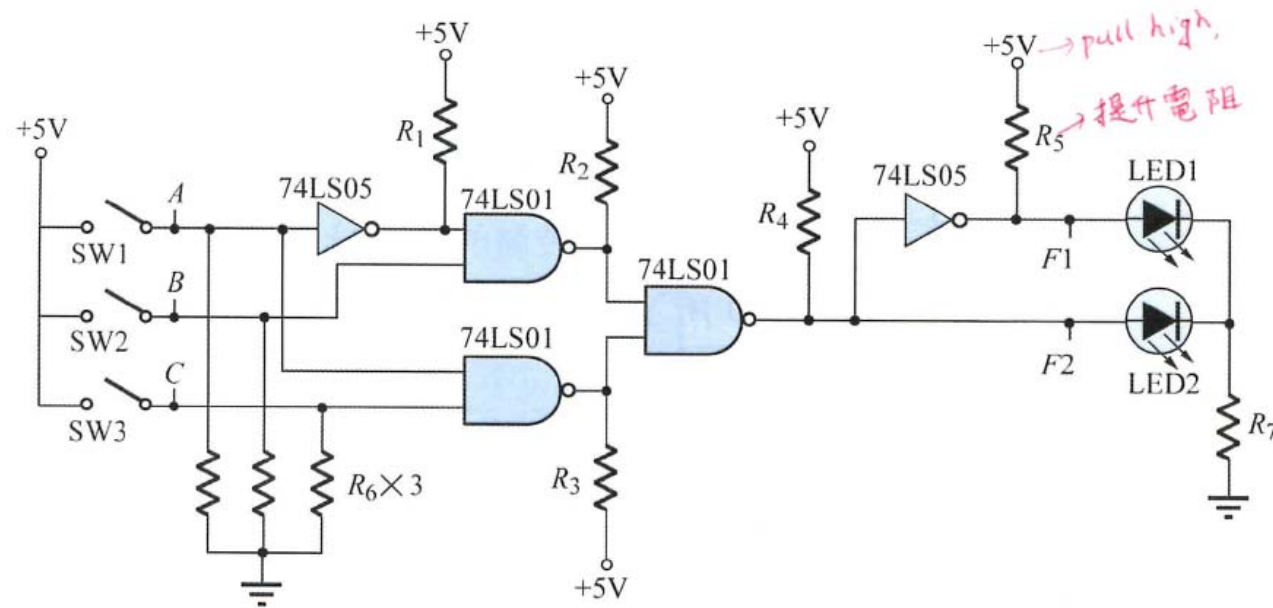 +5V → pull high,
→ 提升電阻
+5V
R₁
+5V
R₂
+5V
A
74LS05
74LS01
+5V
R₅
LED1
SW1
R₄
74LS05
B
74LS01
F1
SW2
74LS01
C
F2
LED2
SW3
R₆×3
R₃
R₇
+5V